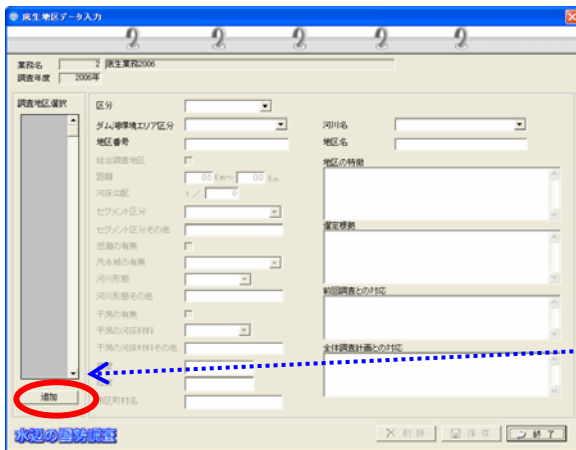 底生地区データ入力
業務名 2 底生業務2006
調査年度 2006年
調査地区選択
追加
区分
ダム湖環境エリア区分
地区番号
総合調査地区
距離 00 Km～ 00 Km
河床勾配 1／ 0
セグメント区分
セグメント区分その他
感潮の有無
汽水域の有無
河川形態
河川形態その他
干潟の有無
干潟の河床材料
干潟の河床材料その他
町村名
河川名
地区名
地区の特徴
選定根拠
前回調査との対応
全体調査計画との対応
水辺の国勢調査
削除 保存 終了